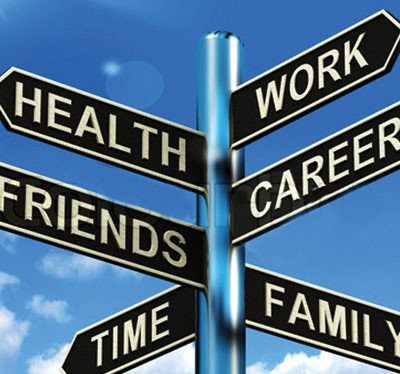 HEALTH
WORK
FRIENDS
CAREER
TIME
FAMILY